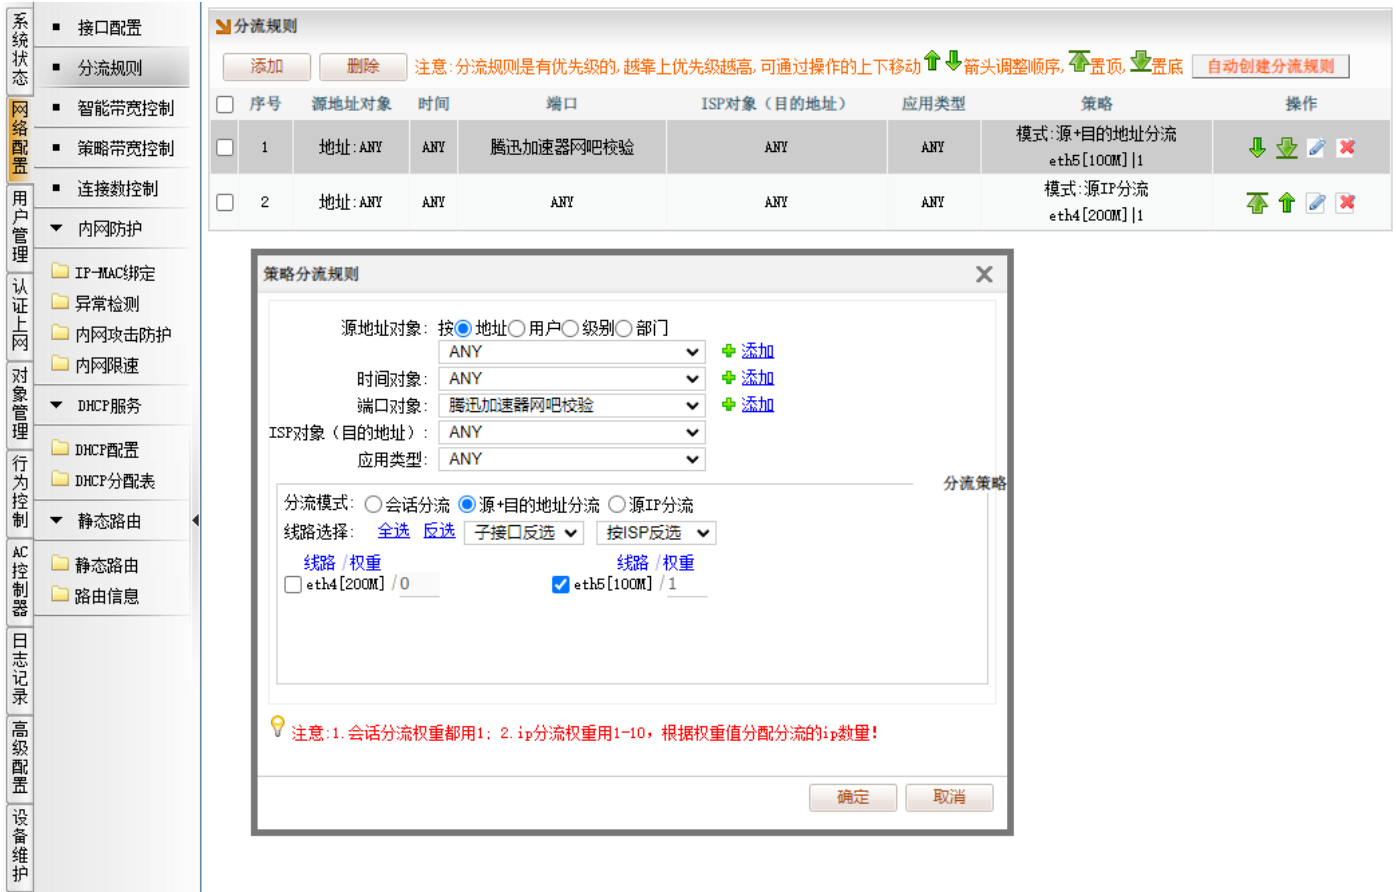 系统状态
网络配置
用户管理
认证上网
对象管理
行为控制
AC控制器
日志记录
高级配置
设备维护
接口配置
分流规则
智能带宽控制
策略带宽控制
连接数控制
内网防护
IP-MAC绑定
异常检测
内网攻击防护
内网限速
DHCP服务
DHCP配置
DHCP分配表
静态路由
静态路由
路由信息
分流规则
添加 删除 注意:分流规则是有优先级的,越靠上优先级越高,可通过操作的上下移动 箭头调整顺序, 置顶, 置底 自动创建分流规则
序号 源地址对象 时间 端口 ISP对象（目的地址） 应用类型 策略 操作
1 地址:ANY ANY 腾迅加速器网吧校验 ANY ANY 模式:源+目的地址分流
eth5[100M]|1
2 地址:ANY ANY ANY ANY ANY 模式:源IP分流
eth4[200M]|1
策略分流规则
源地址对象: 按 地址 用户 级别 部门
ANY 添加
时间对象: ANY 添加
端口对象: 腾迅加速器网吧校验 添加
ISP对象（目的地址）: ANY
应用类型: ANY
分流策略
分流模式: 会话分流 源+目的地址分流 源IP分流
线路选择: 全选 反选 子接口反选 按ISP反选
线路 /权重 线路 /权重
eth4[200M] /0 eth5[100M] /1
注意:1.会话分流权重都用1; 2.ip分流权重用1-10, 根据权重值分配分流的ip数量!
确定 取消